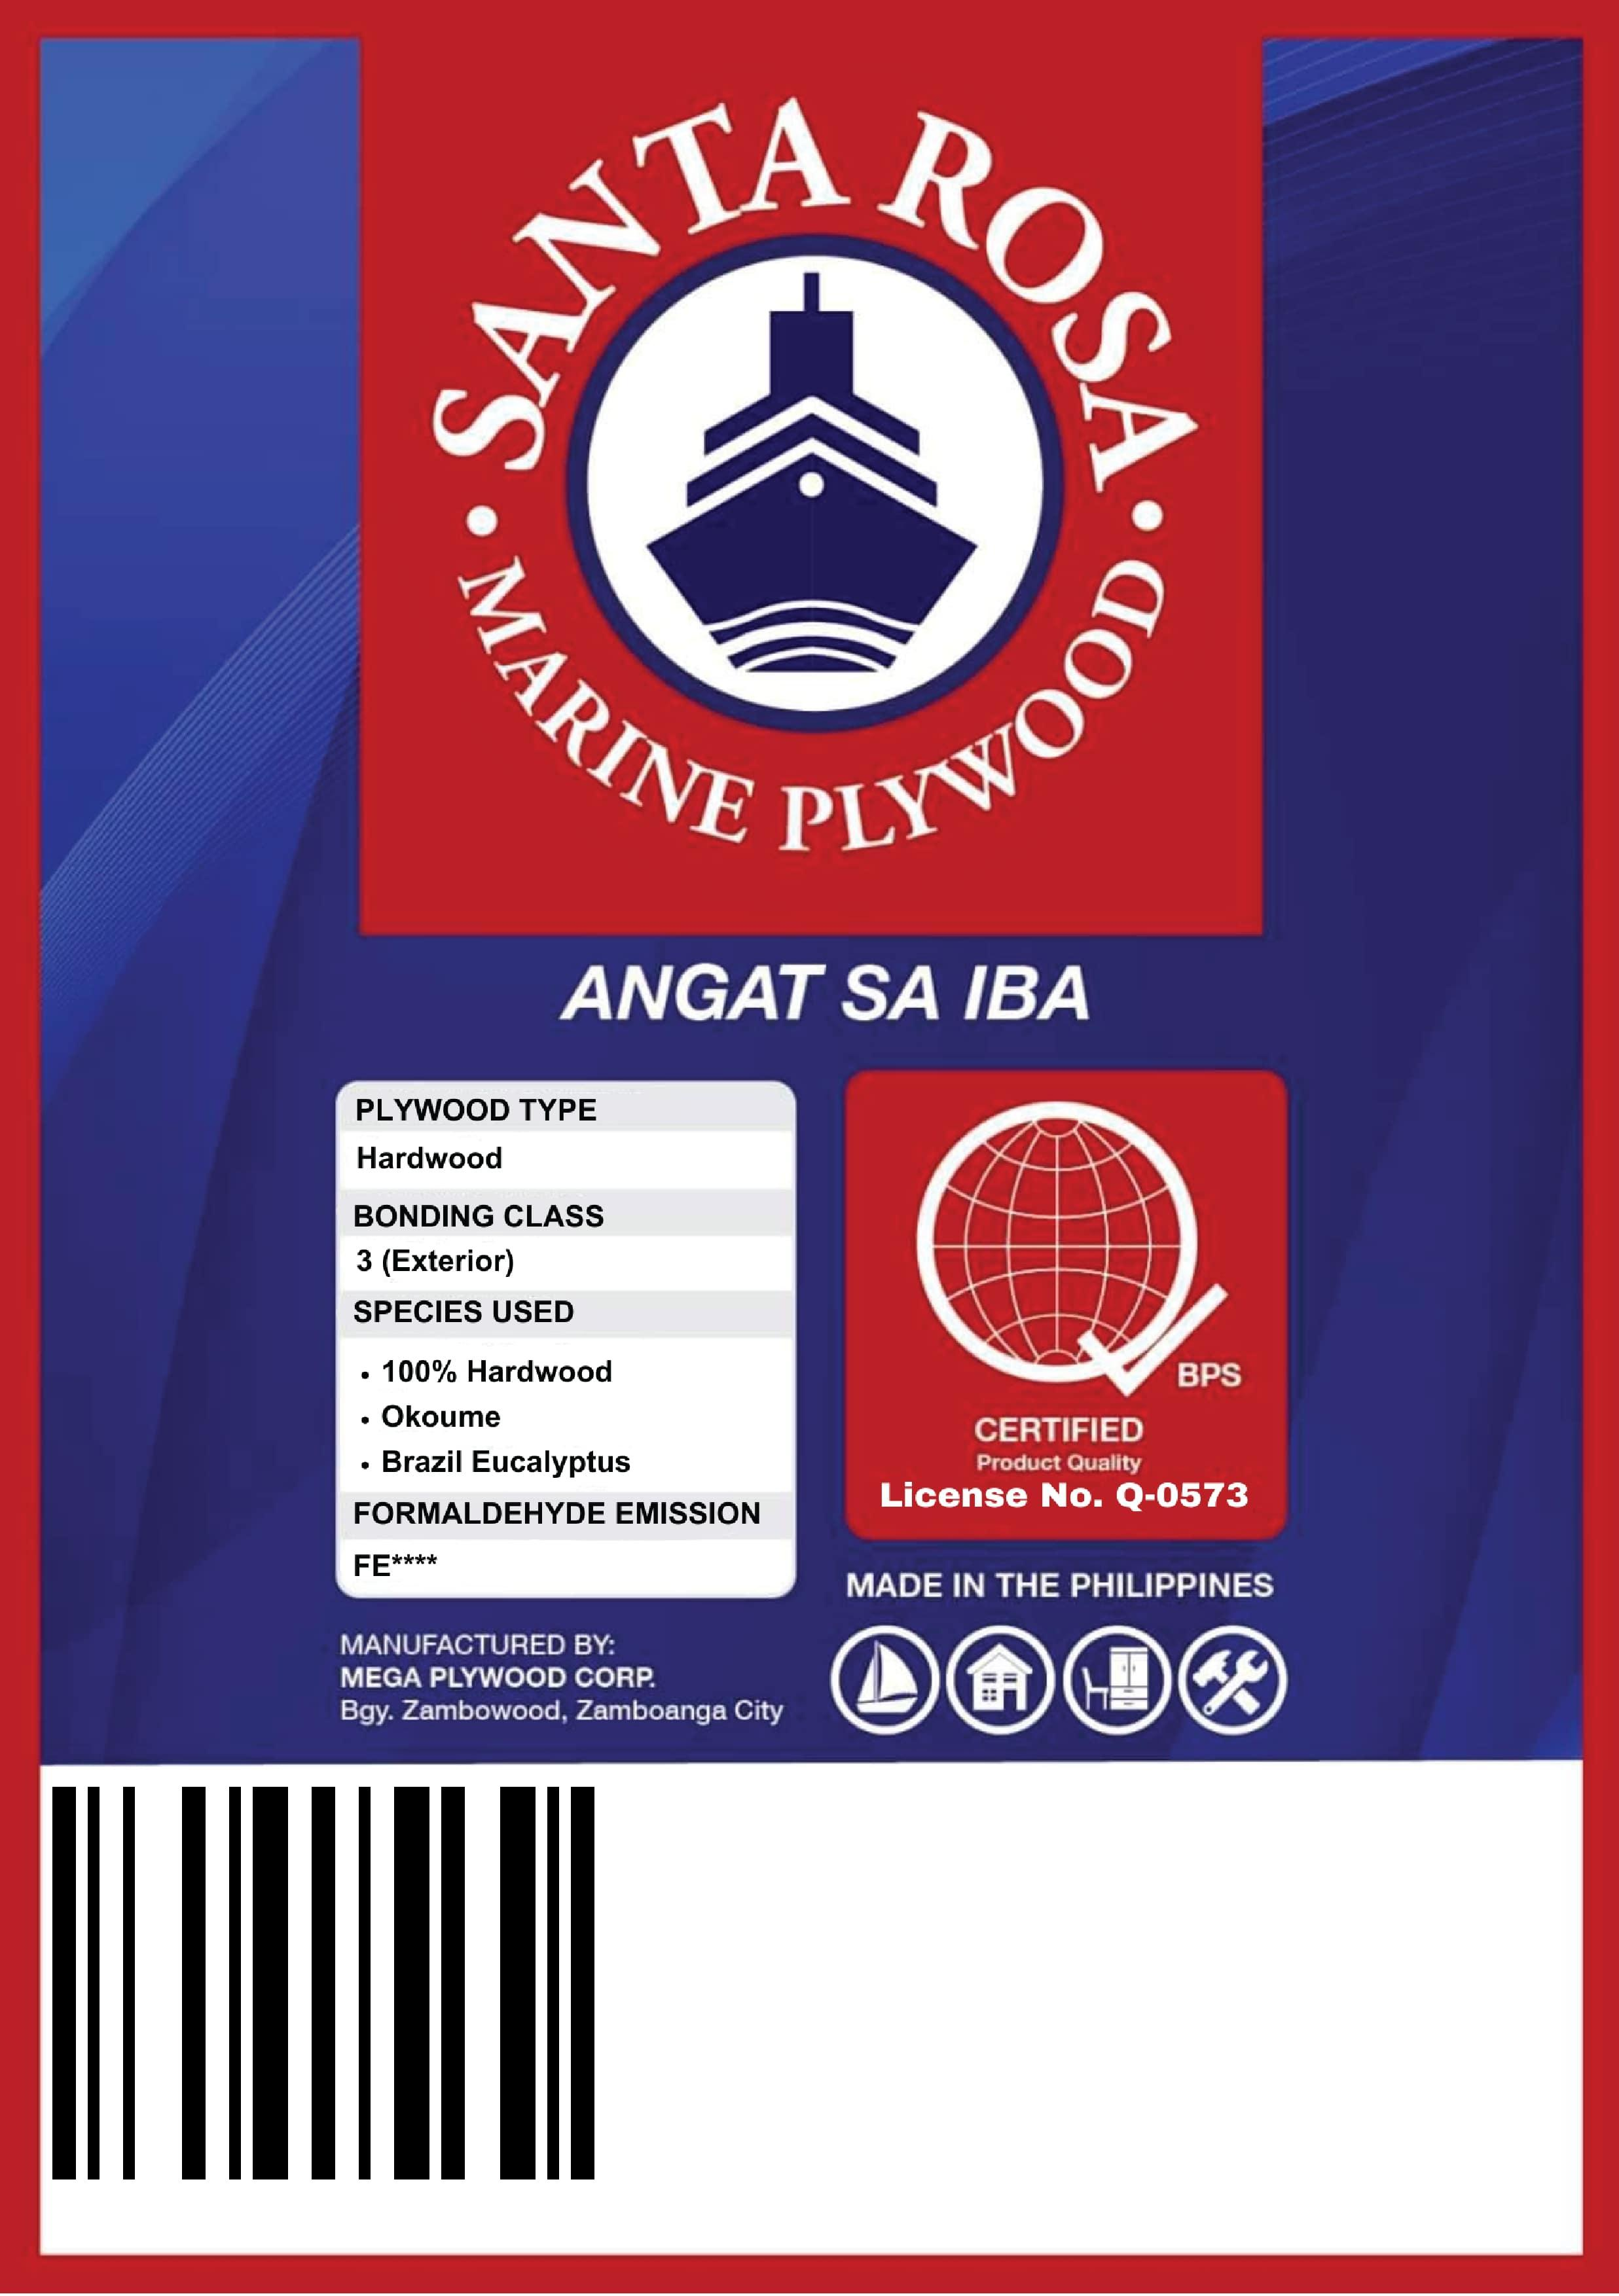 SANTA ROSA
• MARINE PLYWOOD •
ANGAT SA IBA
PLYWOOD TYPE
Hardwood
BONDING CLASS
3 (Exterior)
SPECIES USED
• 100% Hardwood
• Okoume
• Brazil Eucalyptus
FORMALDEHYDE EMISSION
FE****
MANUFACTURED BY:
MEGA PLYWOOD CORP.
Bgy. Zambowood, Zamboanga City
BPS
CERTIFIED
Product Quality
License No. Q-0573
MADE IN THE PHILIPPINES